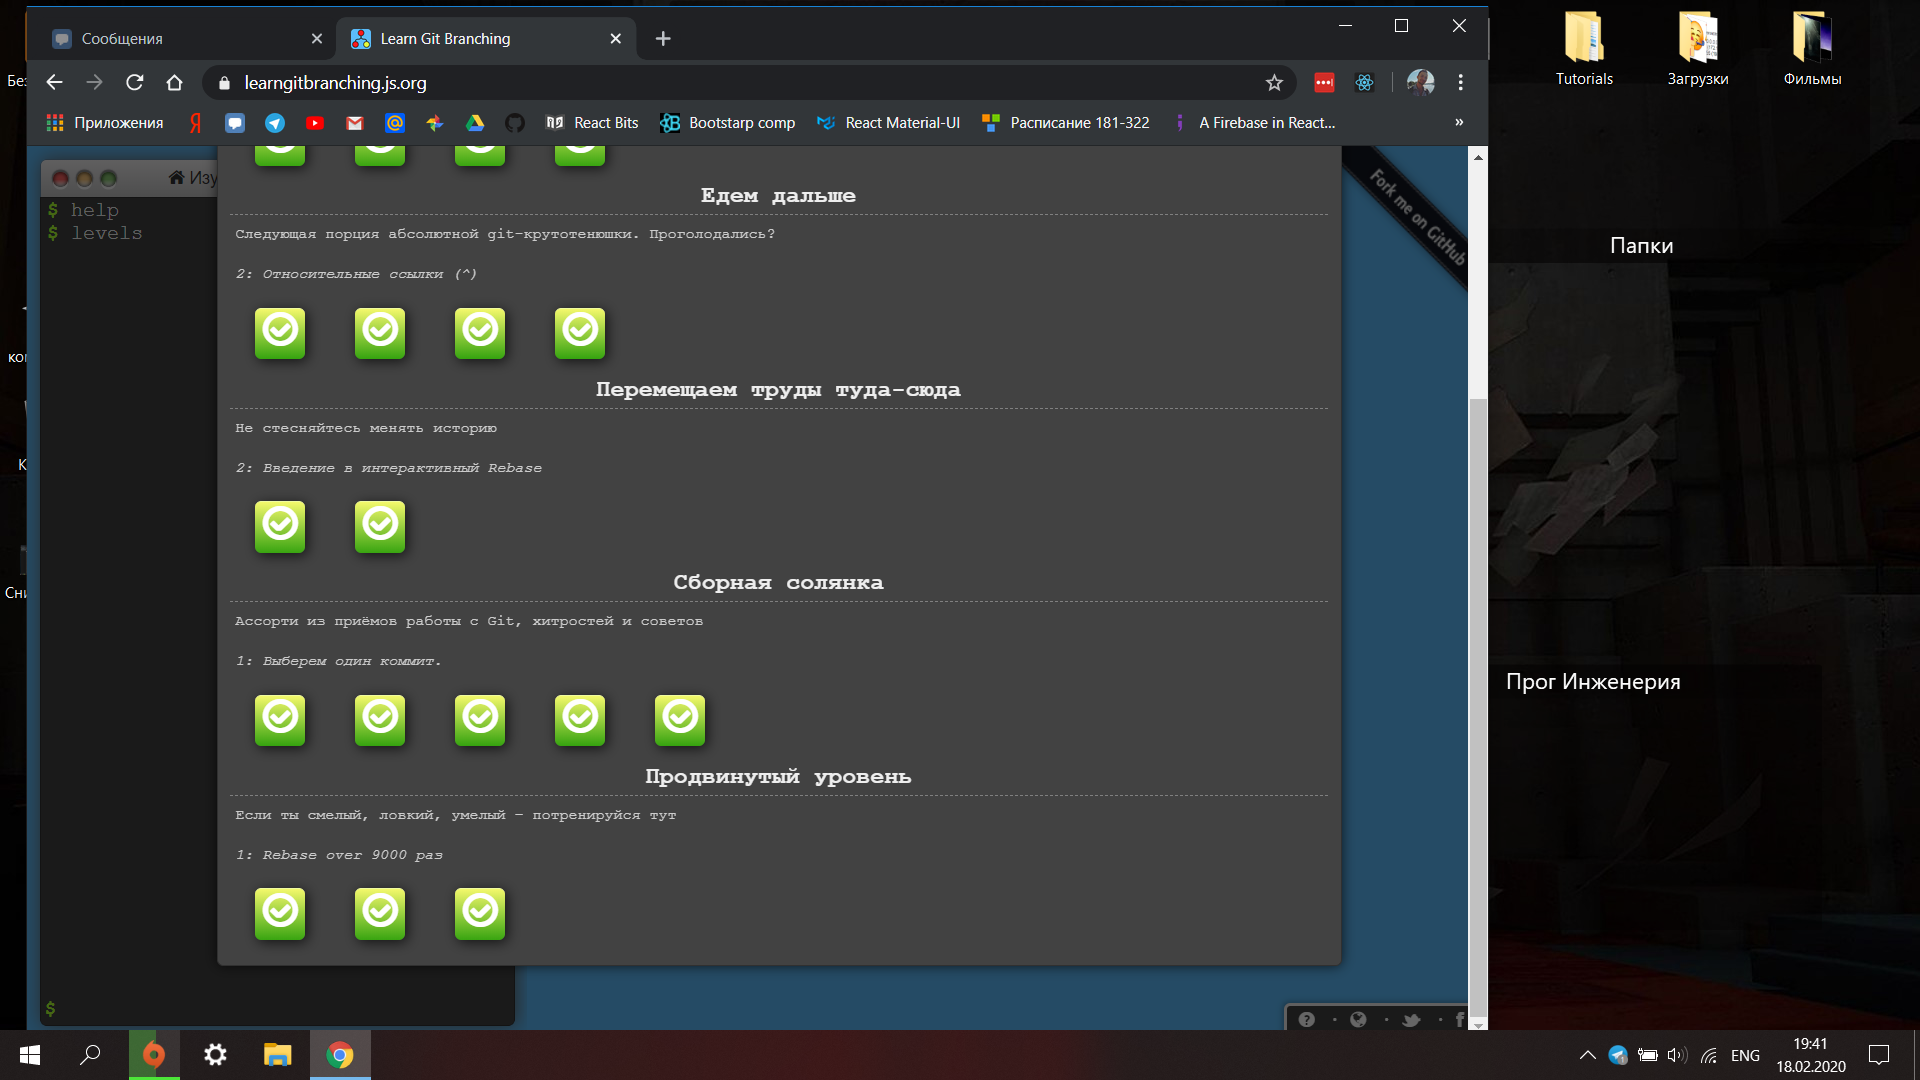 Сообщения
Learn Git Branching
learngitbranching.js.org
Приложения
React Bits
Bootstarp comp
React Material-UI
Расписание 181-322
A Firebase in React...
»
Tutorials
Загрузки
Фильмы
Папки
Прог Инженерия
Fork me on GitHub
Изу
$ help
$ levels
$
Едем дальше
Следующая порция абсолютной git-крутотенюшки. Проголодались?
2: Относительные ссылки (^)
Перемещаем труды туда-сюда
Не стесняйтесь менять историю
2: Введение в интерактивный Rebase
Сборная солянка
Ассорти из приёмов работы с Git, хитростей и советов
1: Выберем один коммит.
Продвинутый уровень
Если ты смелый, ловкий, умелый - потренируйся тут
1: Rebase over 9000 раз
ENG
19:41
18.02.2020